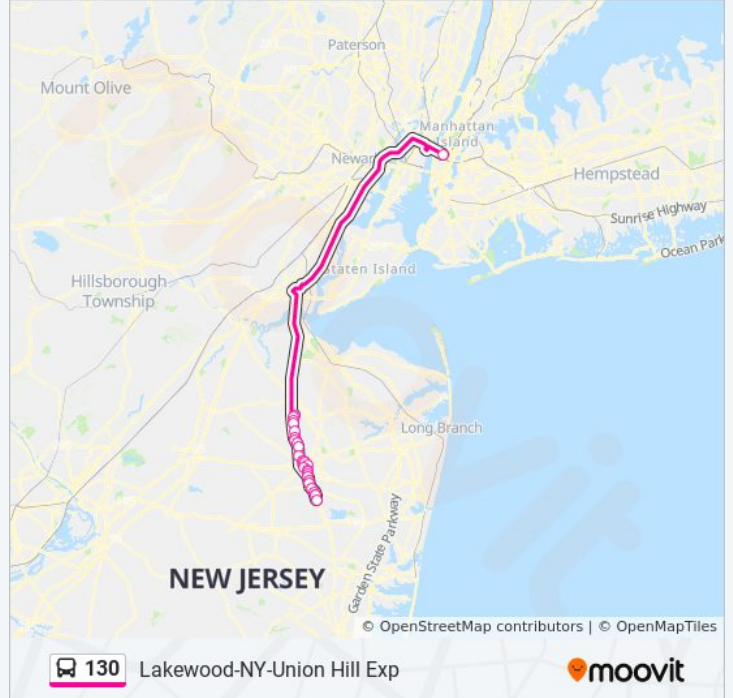 Paterson
Mount Olive
Manhattan
Island
Newar
Hempstead
Sunrise Highway
Ocean Park
Staten Island
Hillsborough
Township
Long Branch
Garden State Parkway
NEW JERSEY
© OpenStreetMap contributors | © OpenMapTiles
130 Lakewood-NY-Union Hill Exp
moovit